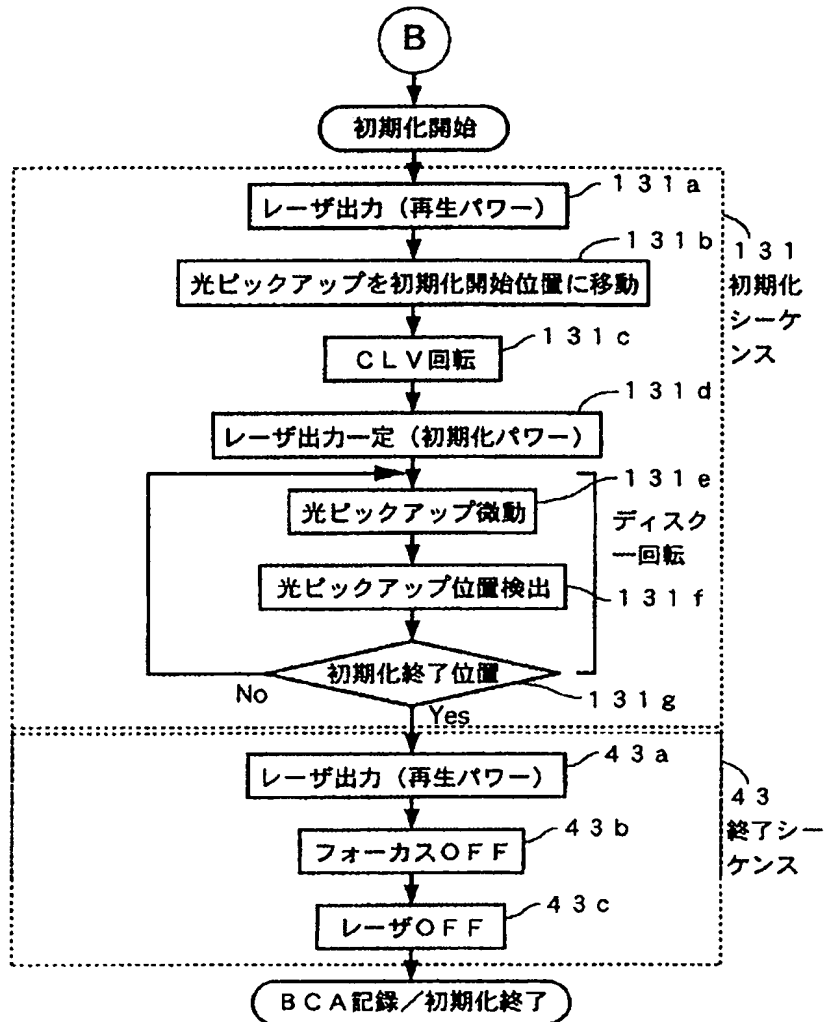 B
初期化開始
レーザ出力（再生パワー）
131a
光ピックアップを初期化開始位置に移動
131b
CLV回転
131c
レーザ出力一定（初期化パワー）
131d
光ピックアップ微動
131e
光ピックアップ位置検出
131f
ディスク
一回転
初期化終了位置
131g
No
Yes
131
初期化
シーケ
ンス
レーザ出力（再生パワー）
43a
フォーカスOFF
43b
レーザOFF
43c
43
終了シー
ケンス
BCA記録／初期化終了